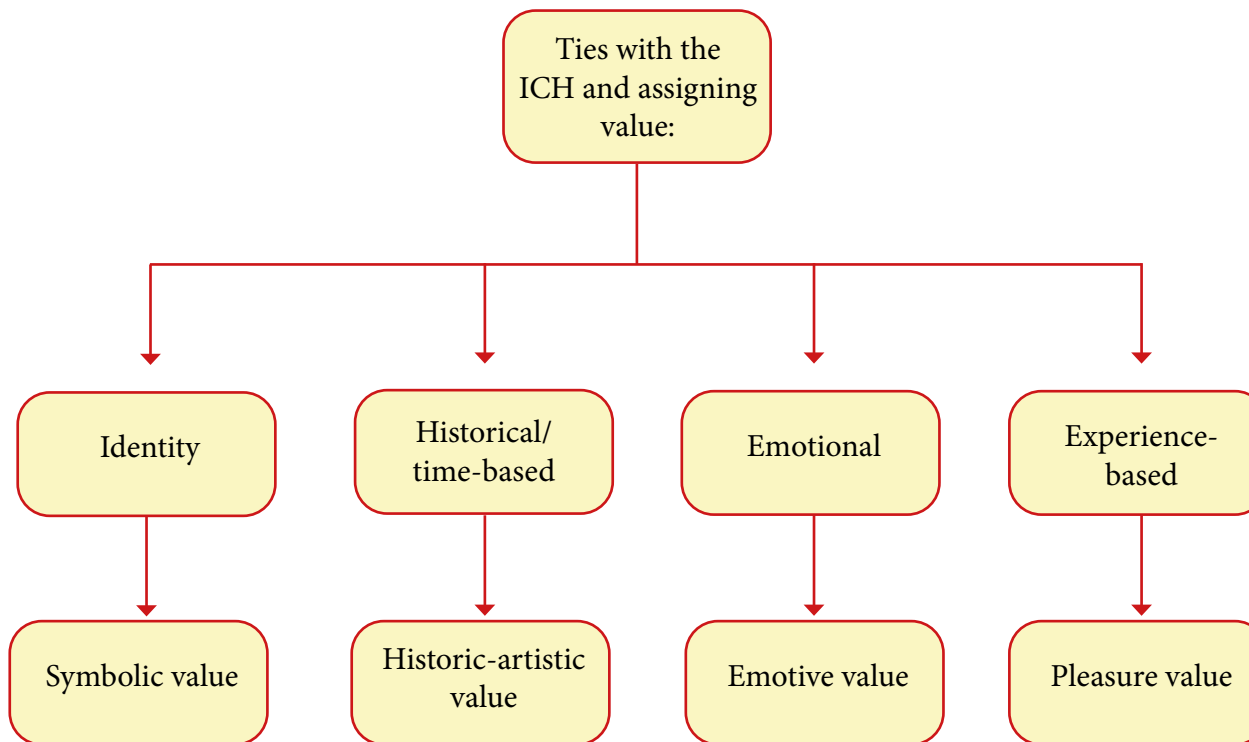 Ties with the
ICH and assigning
value:
Identity
Historical/
time-based
Emotional
Experience-
based
Symbolic value
Historic-artistic
value
Emotive value
Pleasure value